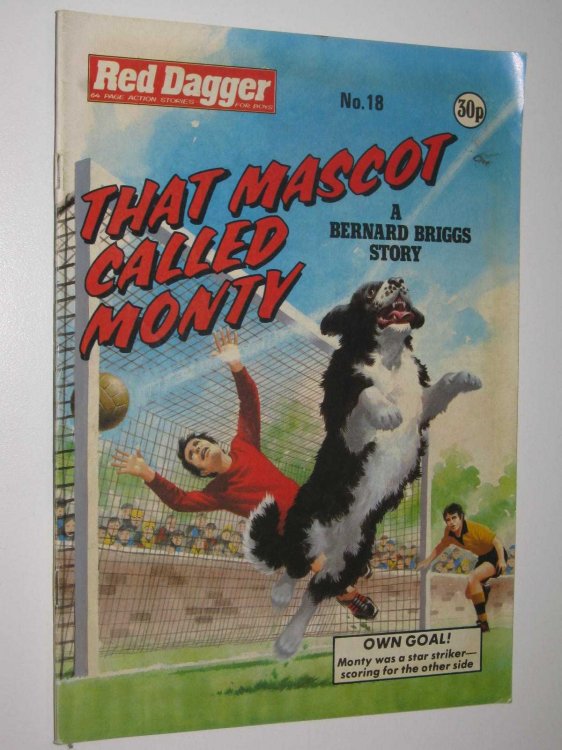 Red Dagger
64 PAGE ACTION STORIES FOR BOYS
No.18
30p
THAT MASCOT
CALLED
MONTY
A
BERNARD BRIGGS
STORY
OWN GOAL!
Monty was a star striker—
scoring for the other side